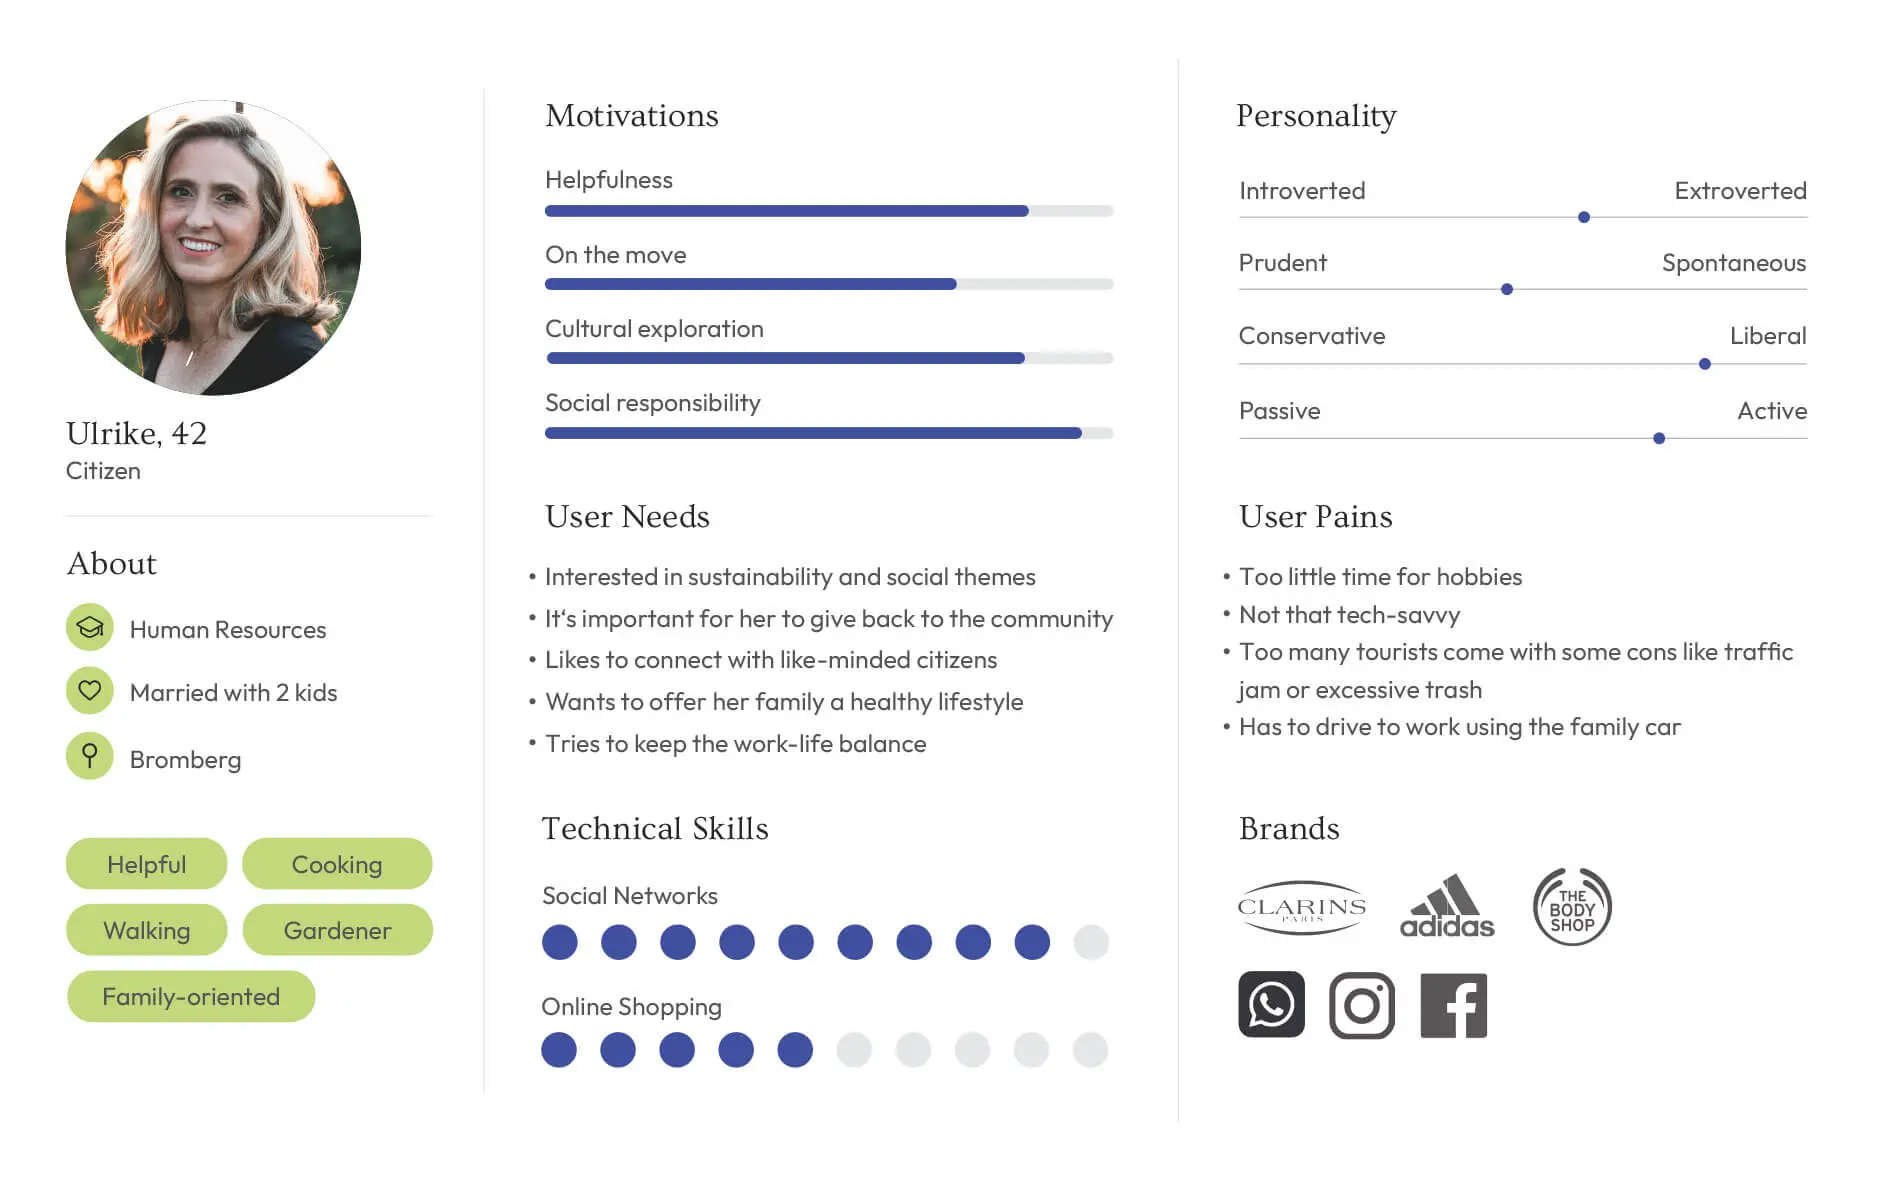 Ulrike, 42
Citizen
About
Human Resources
Married with 2 kids
Bromberg
Helpful
Cooking
Walking
Gardener
Family-oriented
Motivations
Helpfulness
On the move
Cultural exploration
Social responsibility
User Needs
• Interested in sustainability and social themes
• It‘s important for her to give back to the community
• Likes to connect with like-minded citizens
• Wants to offer her family a healthy lifestyle
• Tries to keep the work-life balance
Technical Skills
Social Networks
Online Shopping
Personality
Introverted
Extroverted
Prudent
Spontaneous
Conservative
Liberal
Passive
Active
User Pains
• Too little time for hobbies
• Not that tech-savvy
• Too many tourists come with some cons like traffic
jam or excessive trash
• Has to drive to work using the family car
Brands
CLARINS
PARIS
adidas
THE
BODY
SHOP